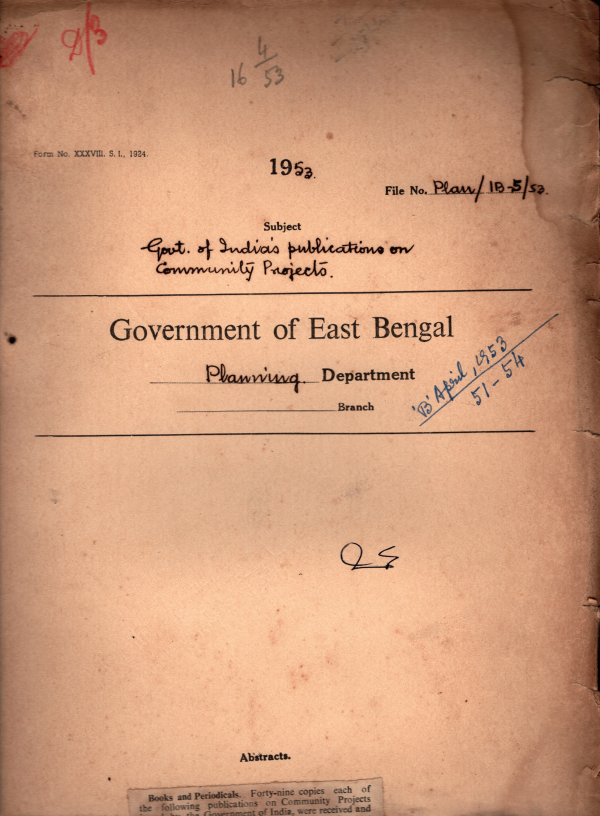 D/3
4
16 53
Form No. XXXVIII. S. I., 1924.
1953.
File No. Plan/1B-5/53.
Subject
Govt. of India's publications on
Community Projects.
Government of East Bengal
Planning. Department
Branch
'B' April, 1953
51-54
Abstracts.
Books and Periodicals. Forty-nine copies each of
the following publications on Community Projects
by the Government of India, were received and